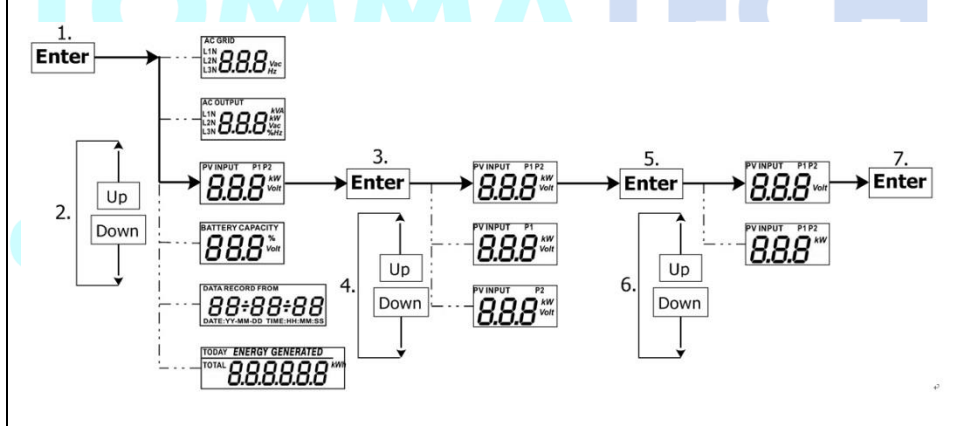 TOMMATECH
1.
Enter
AC GRID
L1N
L2N
L3N
8.8.8
Vac
Hz
AC OUTPUT
L1N
L2N
L3N
8.8.8
kVA
kW
Vac
%Hz
2.
Up
Down
PV INPUT P1 P2
8.8.8
kW
Volt
BATTERY CAPACITY
88.8
%
Volt
DATA RECORD FROM
88:88:88
DATE:YY-MM-DD TIME:HH:MM:SS
TODAY ENERGY GENERATED
TOTAL 8.8.8.8.8.8 kWh
3.
Enter
4.
Up
Down
PV INPUT P1 P2
8.8.8
kW
Volt
PV INPUT P1
8.8.8
kW
Volt
PV INPUT P2
8.8.8
kW
Volt
5.
Enter
6.
Up
Down
PV INPUT P1 P2
8.8.8 Volt
PV INPUT P1 P2
8.8.8 kW
7.
Enter